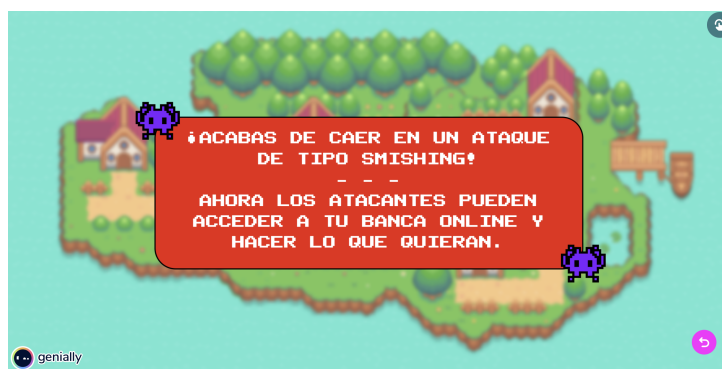 ¡ACABAS DE CAER EN UN ATAQUE
DE TIPO SMISHING!
- - -
AHORA LOS ATACANTES PUEDEN
ACCEDER A TU BANCA ONLINE Y
HACER LO QUE QUIERAN.
genially